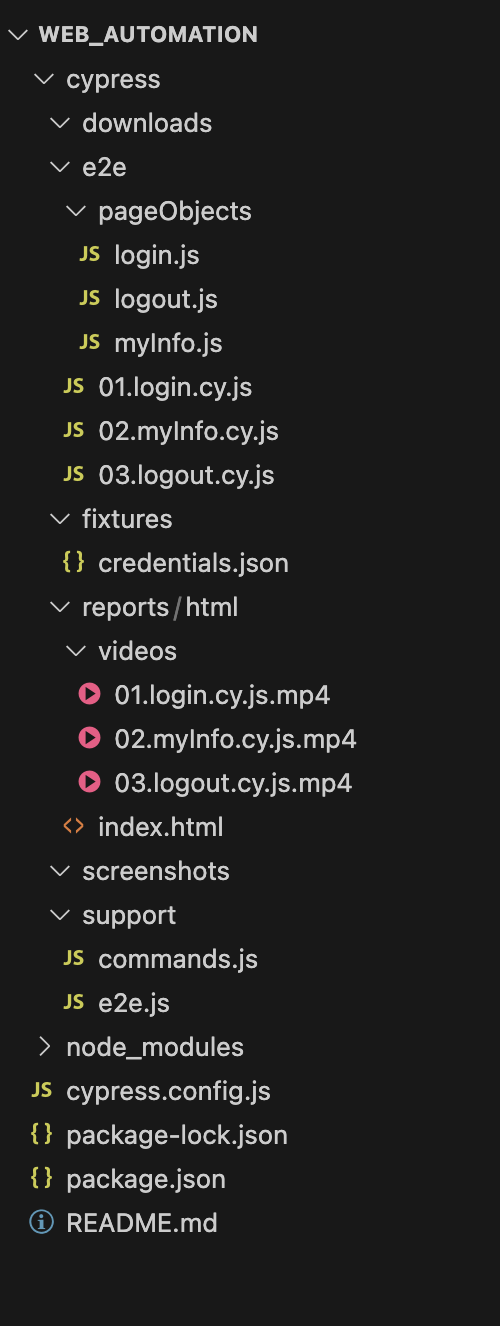 WEB_AUTOMATION
cypress
downloads
e2e
pageObjects
JS login.js
JS logout.js
JS myInfo.js
JS 01.login.cy.js
JS 02.myInfo.cy.js
JS 03.logout.cy.js
fixtures
{} credentials.json
reports/html
videos
01.login.cy.js.mp4
02.myInfo.cy.js.mp4
03.logout.cy.js.mp4
<> index.html
screenshots
support
JS commands.js
JS e2e.js
node_modules
JS cypress.config.js
{} package-lock.json
{} package.json
README.md